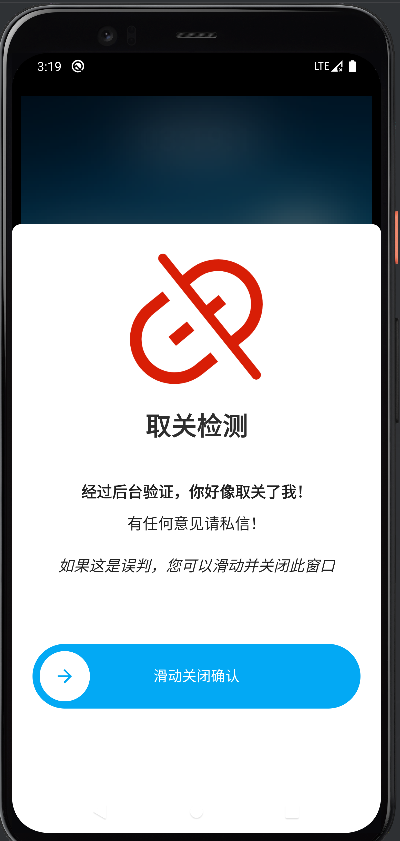 3:19
LTE
取关检测
经过后台验证，你好像取关了我！
有任何意见请私信！
如果这是误判，您可以滑动并关闭此窗口
滑动关闭确认